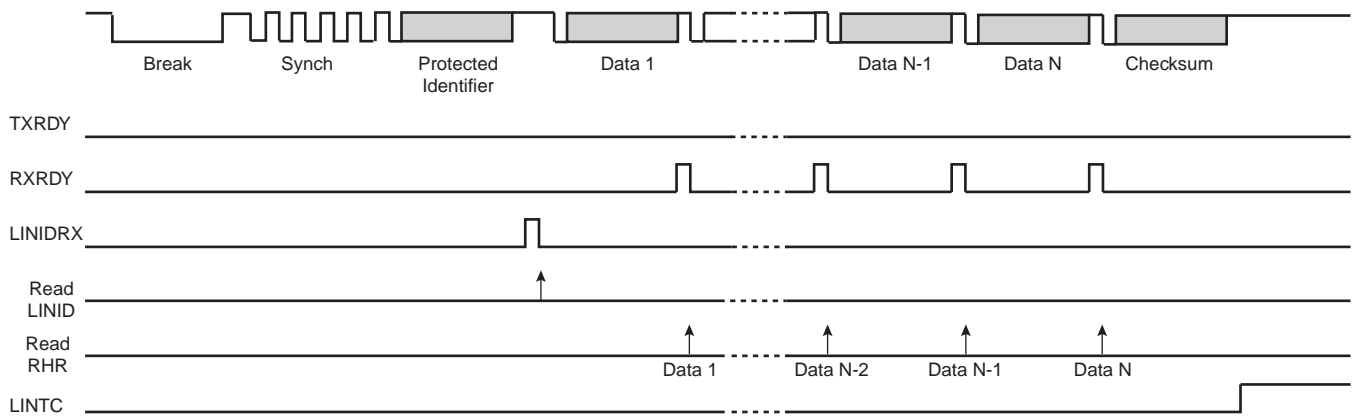 Break Synch Protected Identifier Data 1 Data N-1 Data N Checksum
TXRDY
RXRDY
LINIDRX
Read
LINID
Read
RHR
Data 1 Data N-2 Data N-1 Data N
LINTC